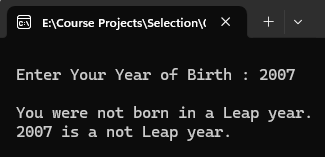 E:\Course Projects\Selection\
Enter Your Year of Birth : 2007
You were not born in a Leap year.
2007 is a not Leap year.